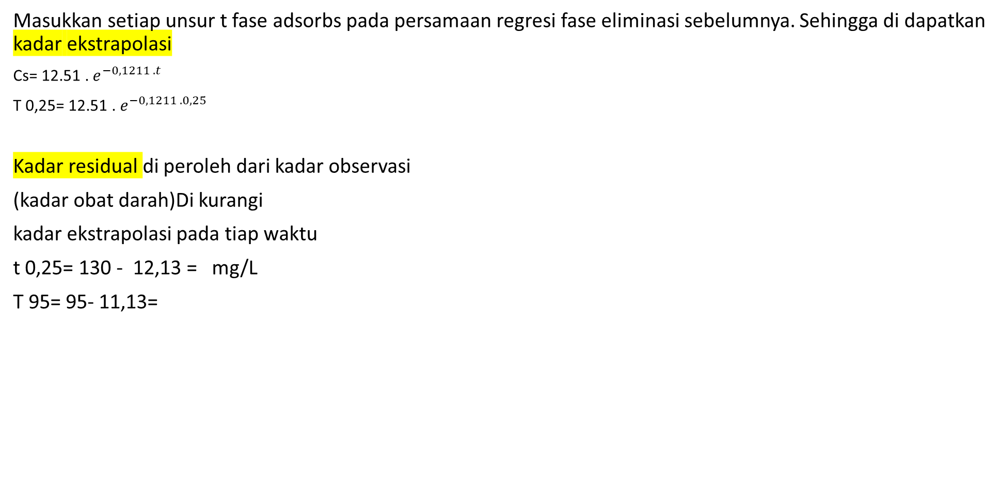 Masukkan setiap unsur t fase adsorbs pada persamaan regresi fase eliminasi sebelumnya. Sehingga di dapatkan
kadar ekstrapolasi
Cs= 12.51 . e^−0,1211 .t
T 0,25= 12.51 . e^−0,1211 .0,25
Kadar residual di peroleh dari kadar observasi
(kadar obat darah)Di kurangi
kadar ekstrapolasi pada tiap waktu
t 0,25= 130 - 12,13 = mg/L
T 95= 95- 11,13=